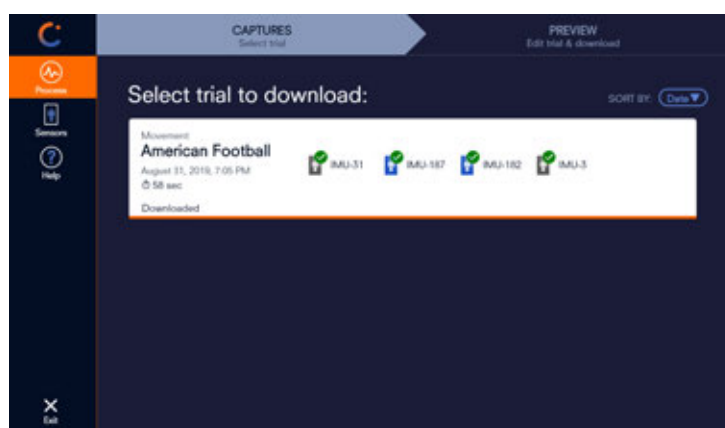 CAPTURES
Select trial
PREVIEW
Edit trial & download
Process
Sensors
Help
Exit
Select trial to download:
SORT BY: Date
Movement
American Football
August 31, 2019, 7:05 PM
58 sec
Downloaded
IMU-31
IMU-187
IMU-182
IMU-3